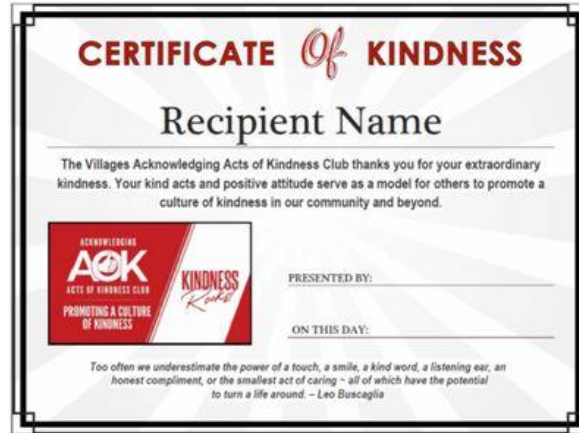 CERTIFICATE Of KINDNESS
Recipient Name
The Villages Acknowledging Acts of Kindness Club thanks you for your extraordinary
kindness. Your kind acts and positive attitude serve as a model for others to promote a
culture of kindness in our community and beyond.
ACKNOWLEDGING
AOK
ACTS OF KINDNESS CLUB
PROMOTING A CULTURE
OF KINDNESS
KINDNESS
Rocks!
PRESENTED BY:
ON THIS DAY:
Too often we underestimate the power of a touch, a smile, a kind word, a listening ear, an
honest compliment, or the smallest act of caring ~ all of which have the potential
to turn a life around. – Leo Buscaglia